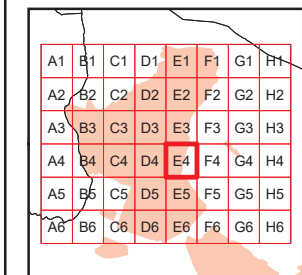 A1 B1 C1 D1 E1 F1 G1 H1
A2 B2 C2 D2 E2 F2 G2 H2
A3 B3 C3 D3 E3 F3 G3 H3
A4 B4 C4 D4 E4 F4 G4 H4
A5 B5 C5 D5 E5 F5 G5 H5
A6 B6 C6 D6 E6 F6 G6 H6